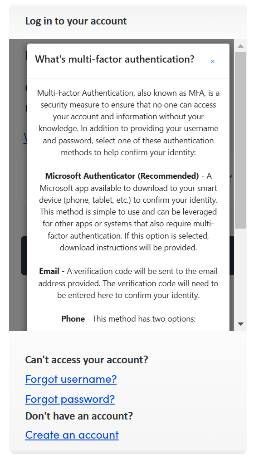 Log in to your account
What's multi-factor authentication?
×
Multi-Factor Authentication, also known as MFA, is a
security measure to ensure that no one can access
your account and information without your
knowledge. In addition to providing your username
and password, select one of these authentication
methods to help confirm your identity:
Microsoft Authenticator (Recommended) - A
Microsoft app available to download to your smart
device (phone, tablet, etc.) to confirm your identity.
This method is simple to use and can be leveraged
for other apps or systems that also require multi-
factor authentication. If this option is selected,
download instructions will be provided.
Email - A verification code will be sent to the email
address provided. The verification code will need to
be entered here to confirm your identity.
Phone - This method has two options:
Can't access your account?
Forgot username?
Forgot password?
Don't have an account?
Create an account